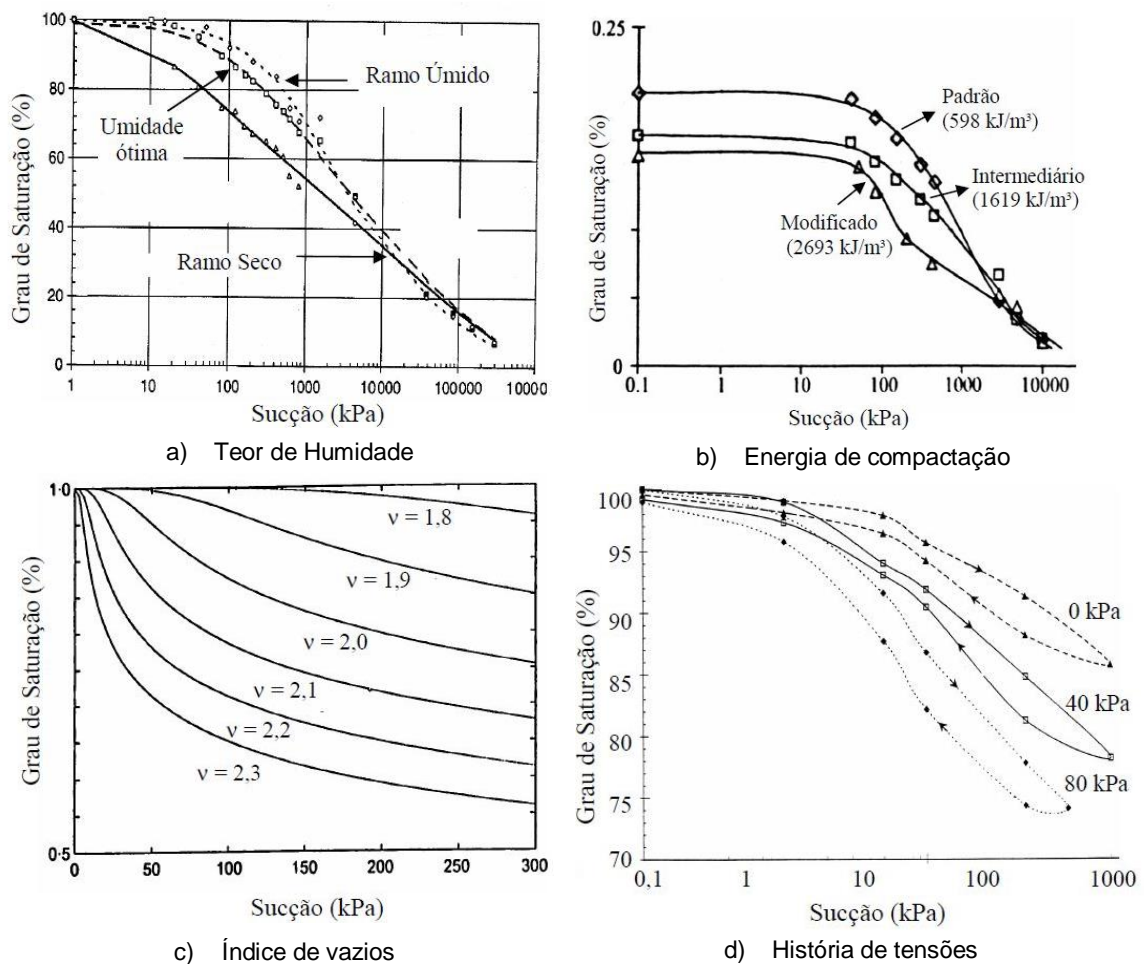 Grau de Saturação (%)
100
80
60
40
20
0
Ramo Úmido
Umidade
ótima
Ramo Seco
1 10 100 1000 10000 100000 10000
Sucção (kPa)
a) Teor de Humidade
Grau de Saturação (%)
0.25
0
Padrão
(598 kJ/m³)
Intermediário
(1619 kJ/m³)
Modificado
(2693 kJ/m³)
0.1 1 10 100 1000 10000
Sucção (kPa)
b) Energia de compactação
Grau de Saturação (%)
1·0
0·5
ν = 1,8
ν = 1,9
ν = 2,0
ν = 2,1
ν = 2,2
ν = 2,3
0 50 100 150 200 250 300
Sucção (kPa)
c) Índice de vazios
Grau de Saturação (%)
100
95
90
85
80
75
70
0 kPa
40 kPa
80 kPa
0,1 1 10 100 1000
Sucção (kPa)
d) História de tensões